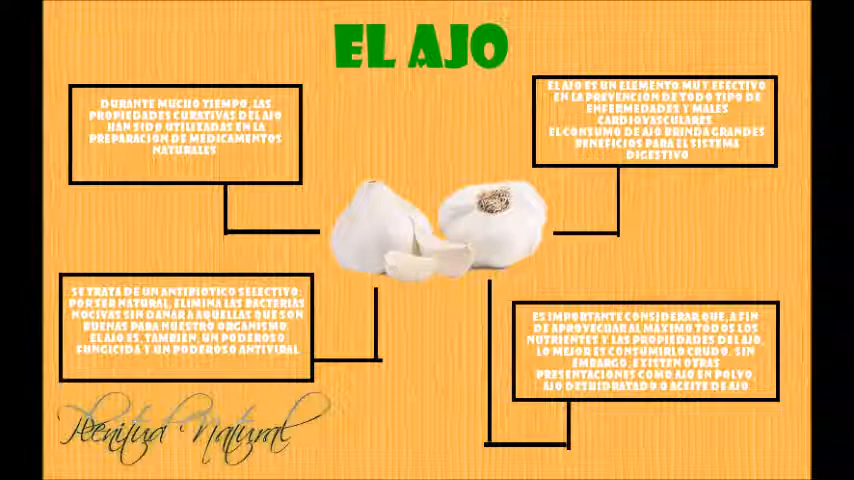 EL AJO
DURANTE MUCHO TIEMPO, LAS
PROPIEDADES CURATIVAS DEL AJO
HAN SIDO UTILIZADAS EN LA
PREPARACION DE MEDICAMENTOS
NATURALES
EL AJO ES UN ELEMENTO MUY EFECTIVO
EN LA PREVENCION DE TODO TIPO DE
ENFERMEDADES Y MALES
CARDIOVASCULARES.
EL CONSUMO DE AJO BRINDA GRANDES
BENEFICIOS PARA EL SISTEMA
DIGESTIVO
SE TRATA DE UN ANTIBIOTICO SELECTIVO:
POR SER NATURAL, ELIMINA LAS BACTERIAS
NOCIVAS SIN DAÑAR A AQUELLAS QUE SON
BUENAS PARA NUESTRO ORGANISMO.
EL AJO ES, TAMBIEN, UN PODEROSO
FUNGICIDA Y UN PODEROSO ANTIVIRAL
ES IMPORTANTE CONSIDERAR QUE, A FIN
DE APROVECHAR AL MAXIMO TODOS LOS
NUTRIENTES Y LAS PROPIEDADES DEL AJO,
LO MEJOR ES CONSUMIRLO CRUDO. SIN
EMBARGO, EXISTEN OTRAS
PRESENTACIONES COMO AJO EN POLVO,
AJO DESHIDRATADO O ACEITE DE AJO
Plenitud Natural